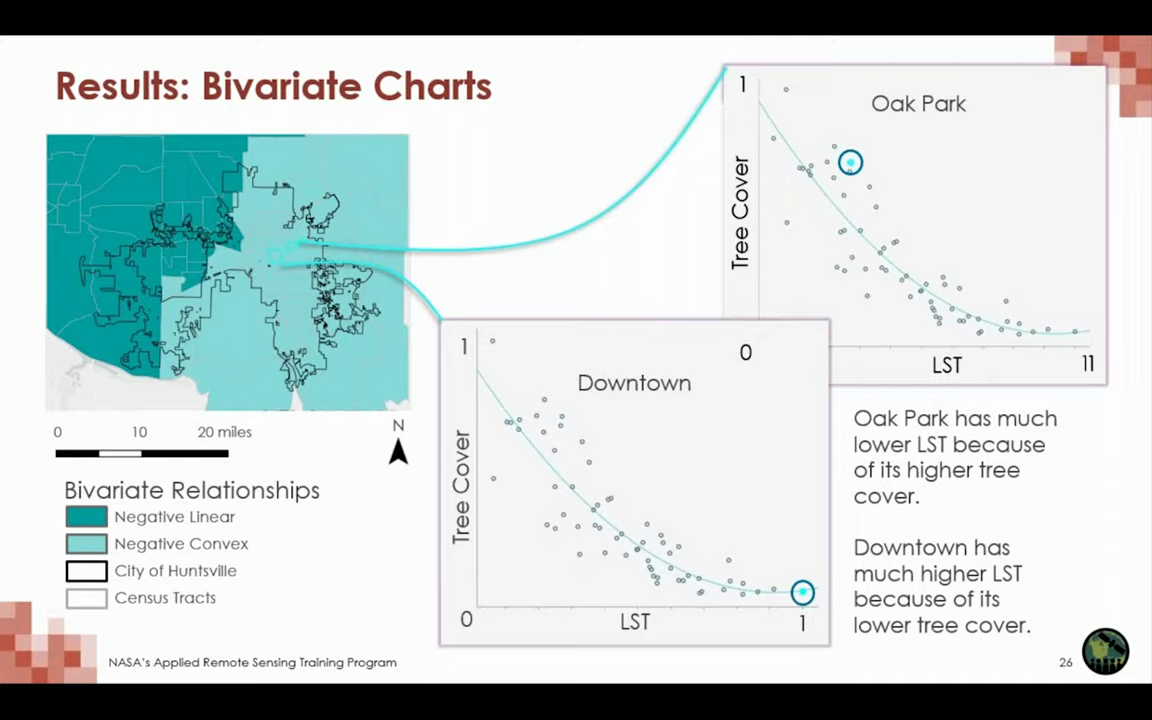 Results: Bivariate Charts
1
Oak Park
Tree Cover
LST
11
0
1
Downtown
Tree Cover
0
LST
1
0 10 20 miles
N
Bivariate Relationships
Negative Linear
Negative Convex
City of Huntsville
Census Tracts
Oak Park has much
lower LST because
of its higher tree
cover.
Downtown has
much higher LST
because of its
lower tree cover.
NASA's Applied Remote Sensing Training Program
26